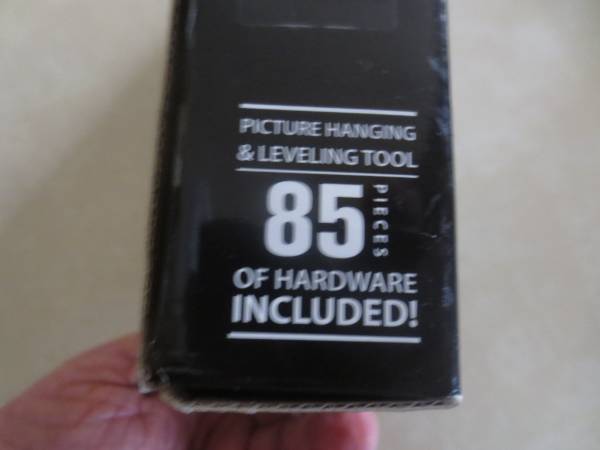 PICTURE HANGING
& LEVELING TOOL
85 PIECES
OF HARDWARE
INCLUDED!